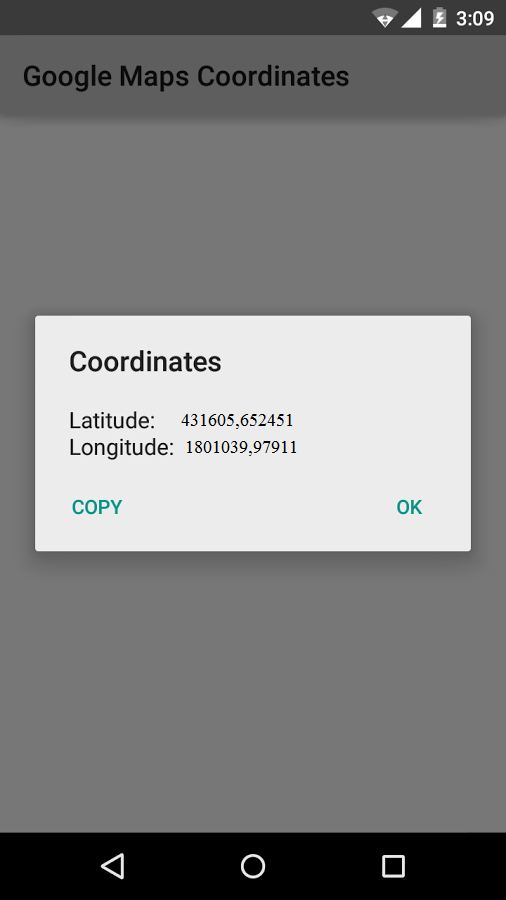 3:09
Google Maps Coordinates
Coordinates
Latitude: 431605,652451
Longitude: 1801039,97911
COPY OK